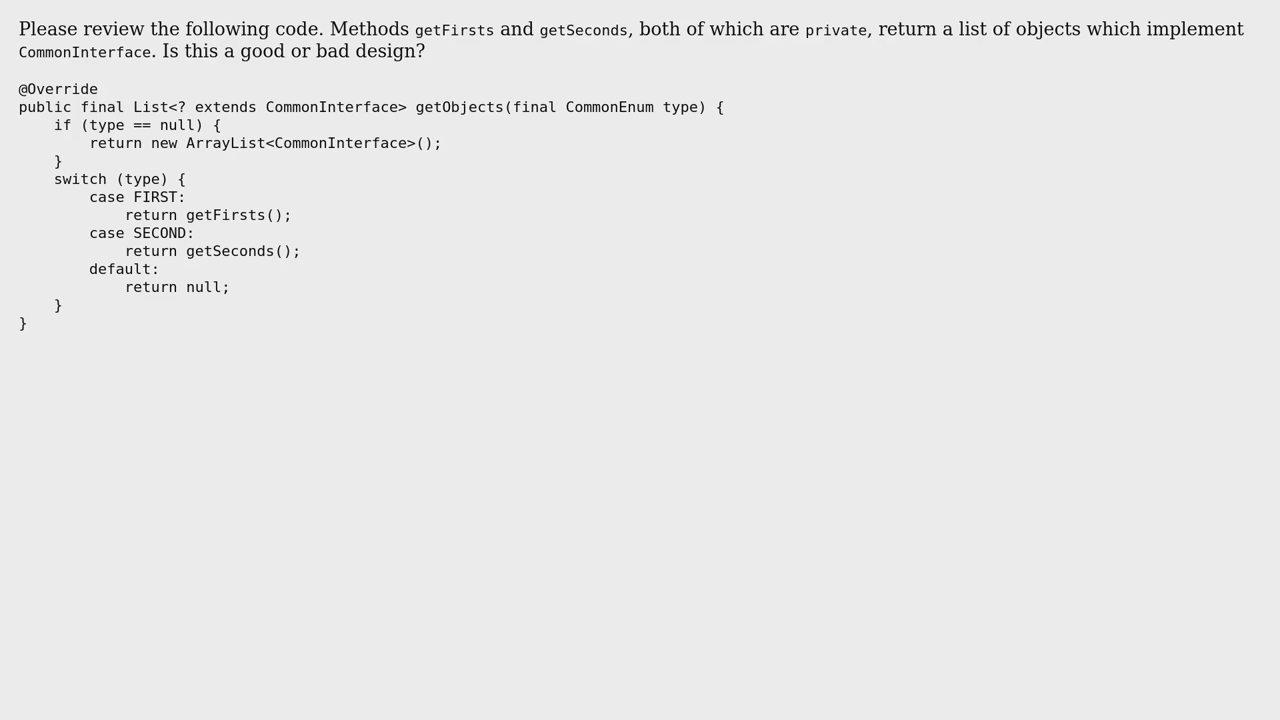 Please review the following code. Methods getFirsts and getSeconds, both of which are private, return a list of objects which implement
CommonInterface. Is this a good or bad design?
@Override
public final List<? extends CommonInterface> getObjects(final CommonEnum type) {
    if (type == null) {
        return new ArrayList<CommonInterface>();
    }
    switch (type) {
        case FIRST:
            return getFirsts();
        case SECOND:
            return getSeconds();
        default:
            return null;
    }
}